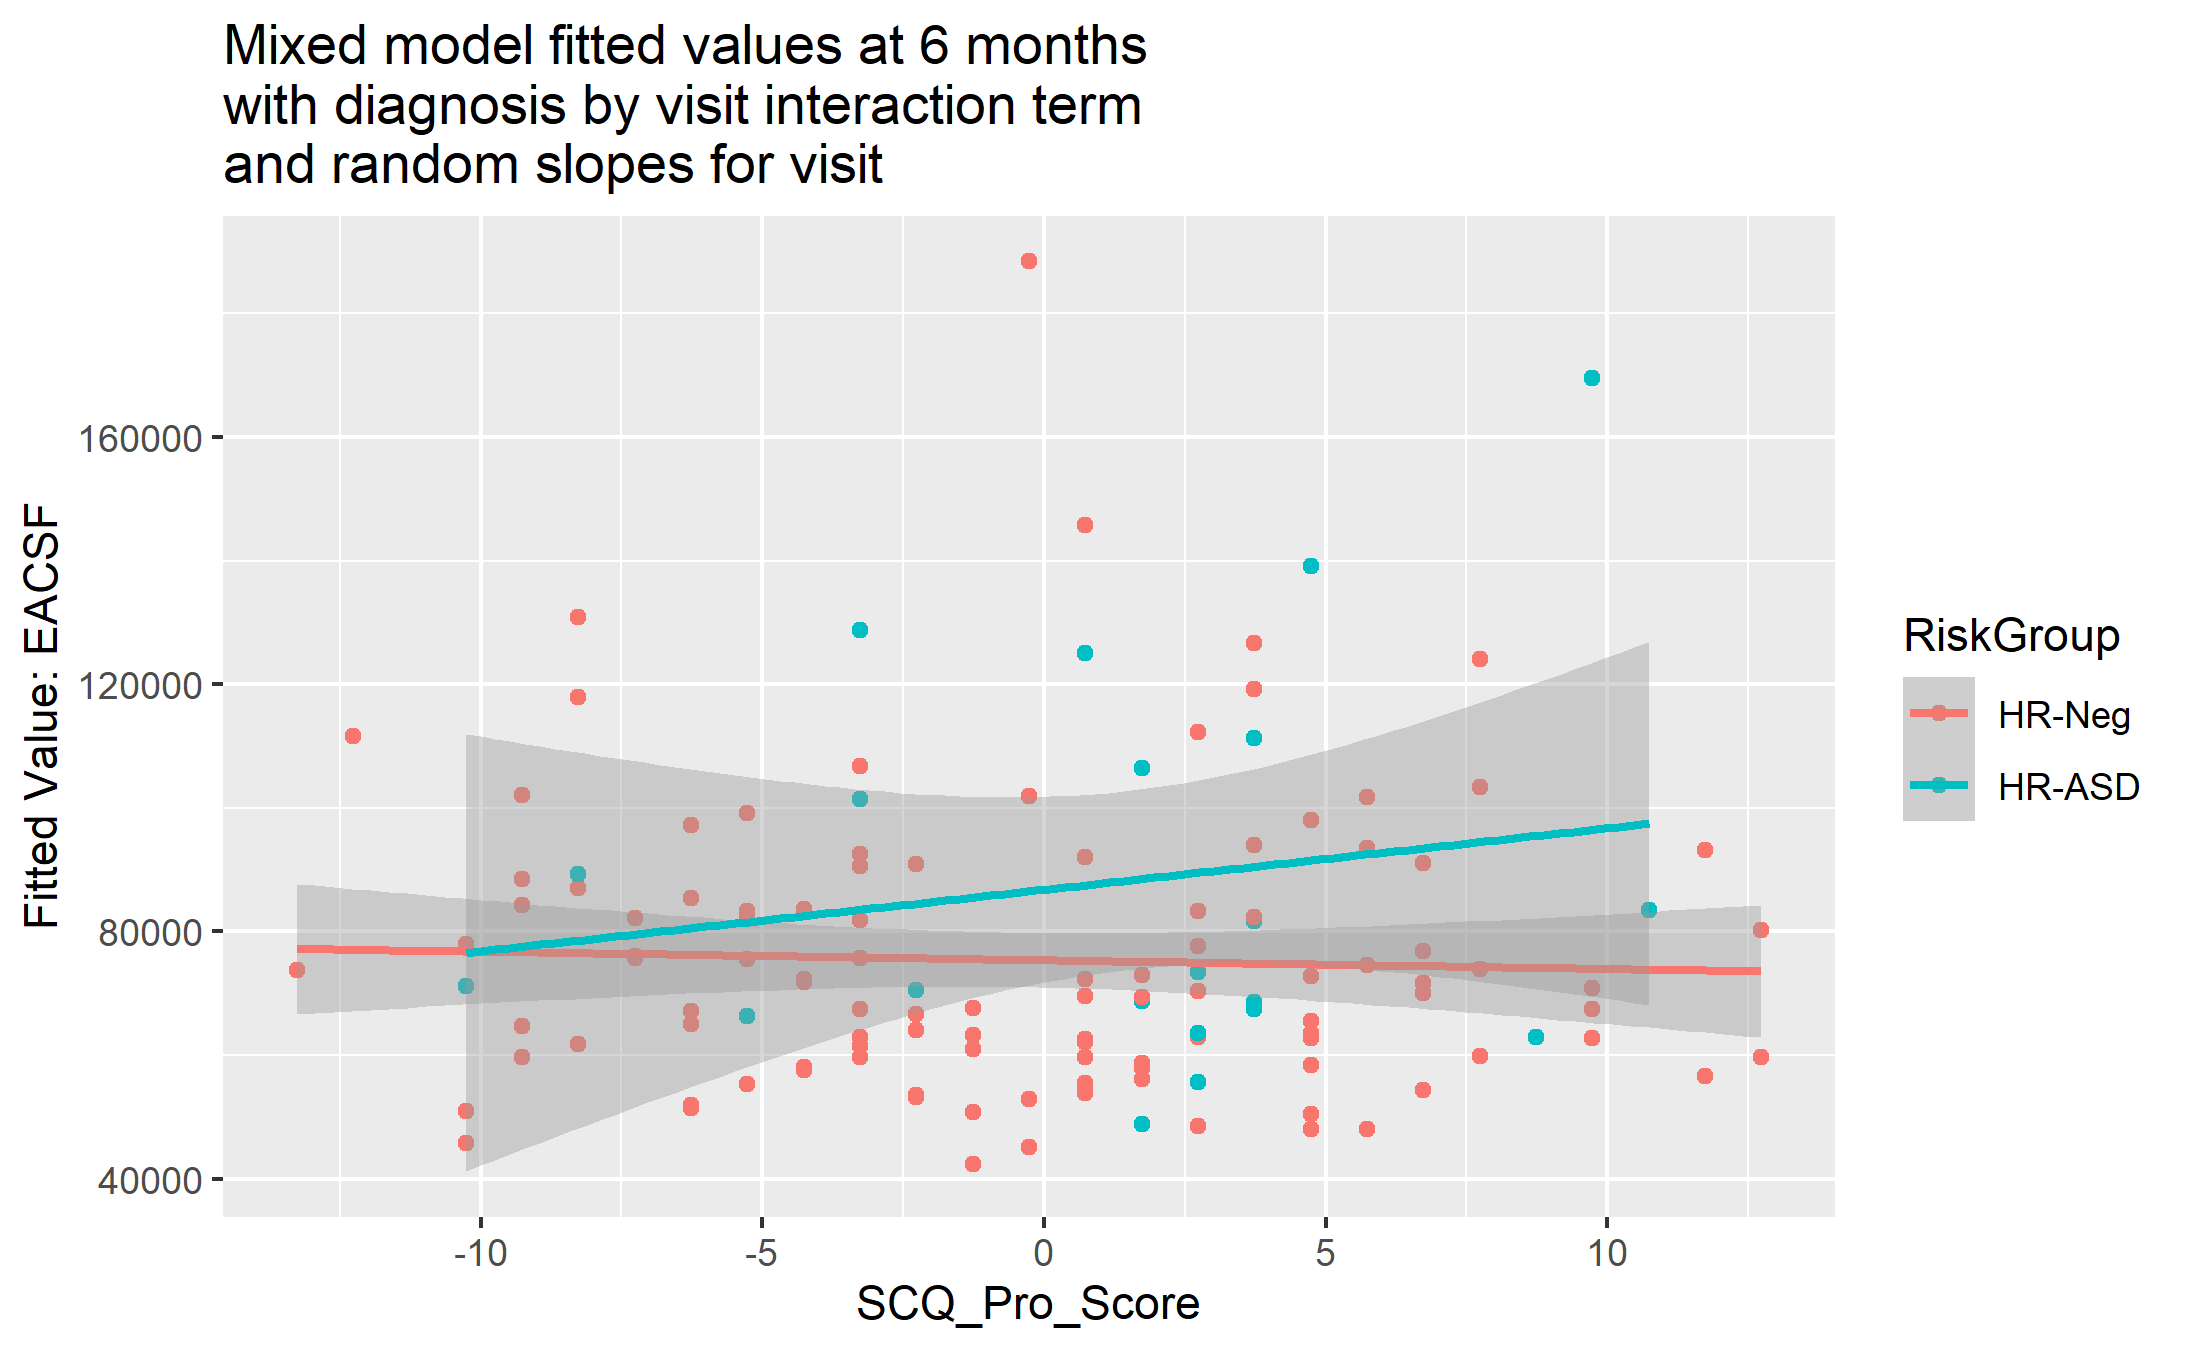 Mixed model fitted values at 6 months
with diagnosis by visit interaction term
and random slopes for visit
Fitted Value: EACSF
160000
120000
80000
40000
-10
-5
0
5
10
SCQ_Pro_Score
RiskGroup
HR-Neg
HR-ASD